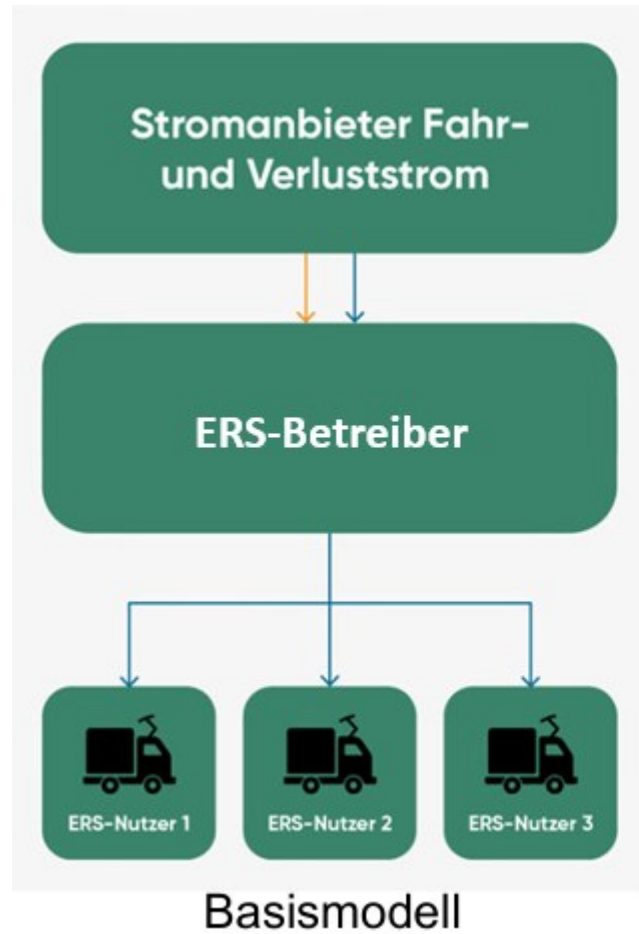 Stromanbieter Fahr-
und Verluststrom
ERS-Betreiber
ERS-Nutzer 1
ERS-Nutzer 2
ERS-Nutzer 3
Basismodell